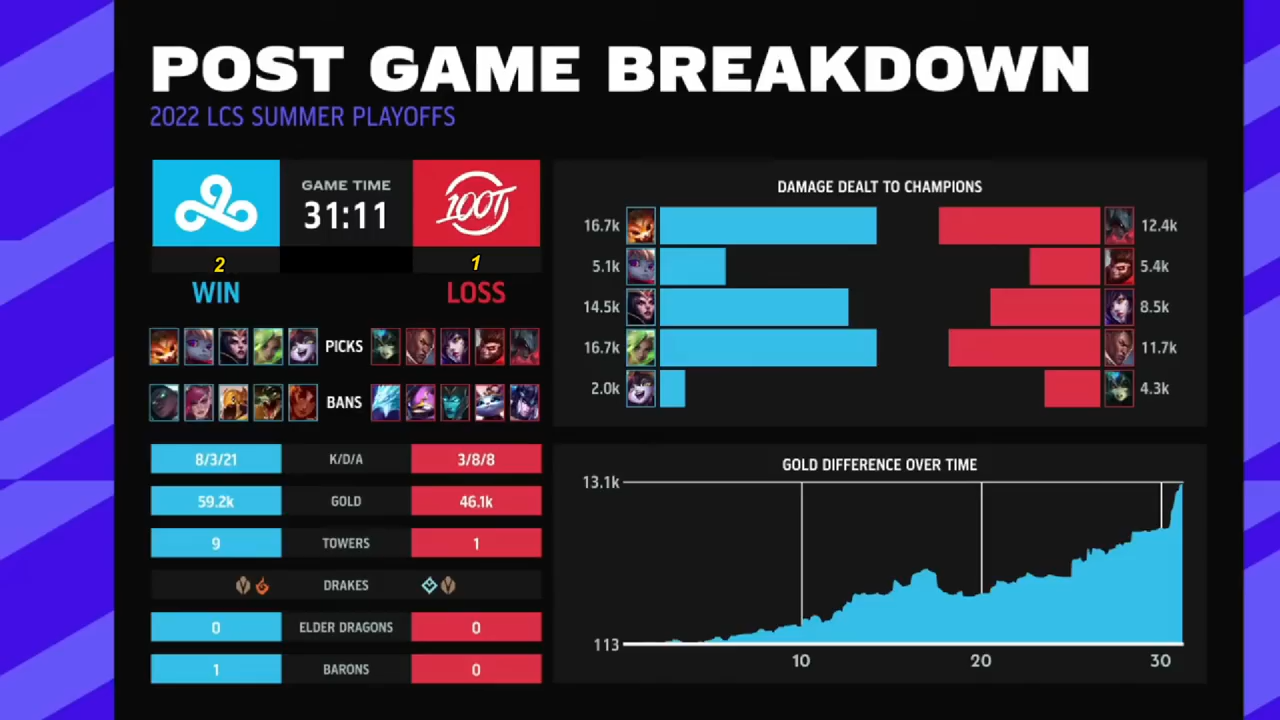 POST GAME BREAKDOWN
2022 LCS SUMMER PLAYOFFS
GAME TIME
31:11
100T
2
1
WIN
LOSS
PICKS
BANS
8/3/21 K/D/A 3/8/8
59.2k GOLD 46.1k
9 TOWERS 1
DRAKES
0 ELDER DRAGONS 0
1 BARONS 0
DAMAGE DEALT TO CHAMPIONS
16.7k 12.4k
5.1k 5.4k
14.5k 8.5k
16.7k 11.7k
2.0k 4.3k
GOLD DIFFERENCE OVER TIME
13.1k
113
10 20 30